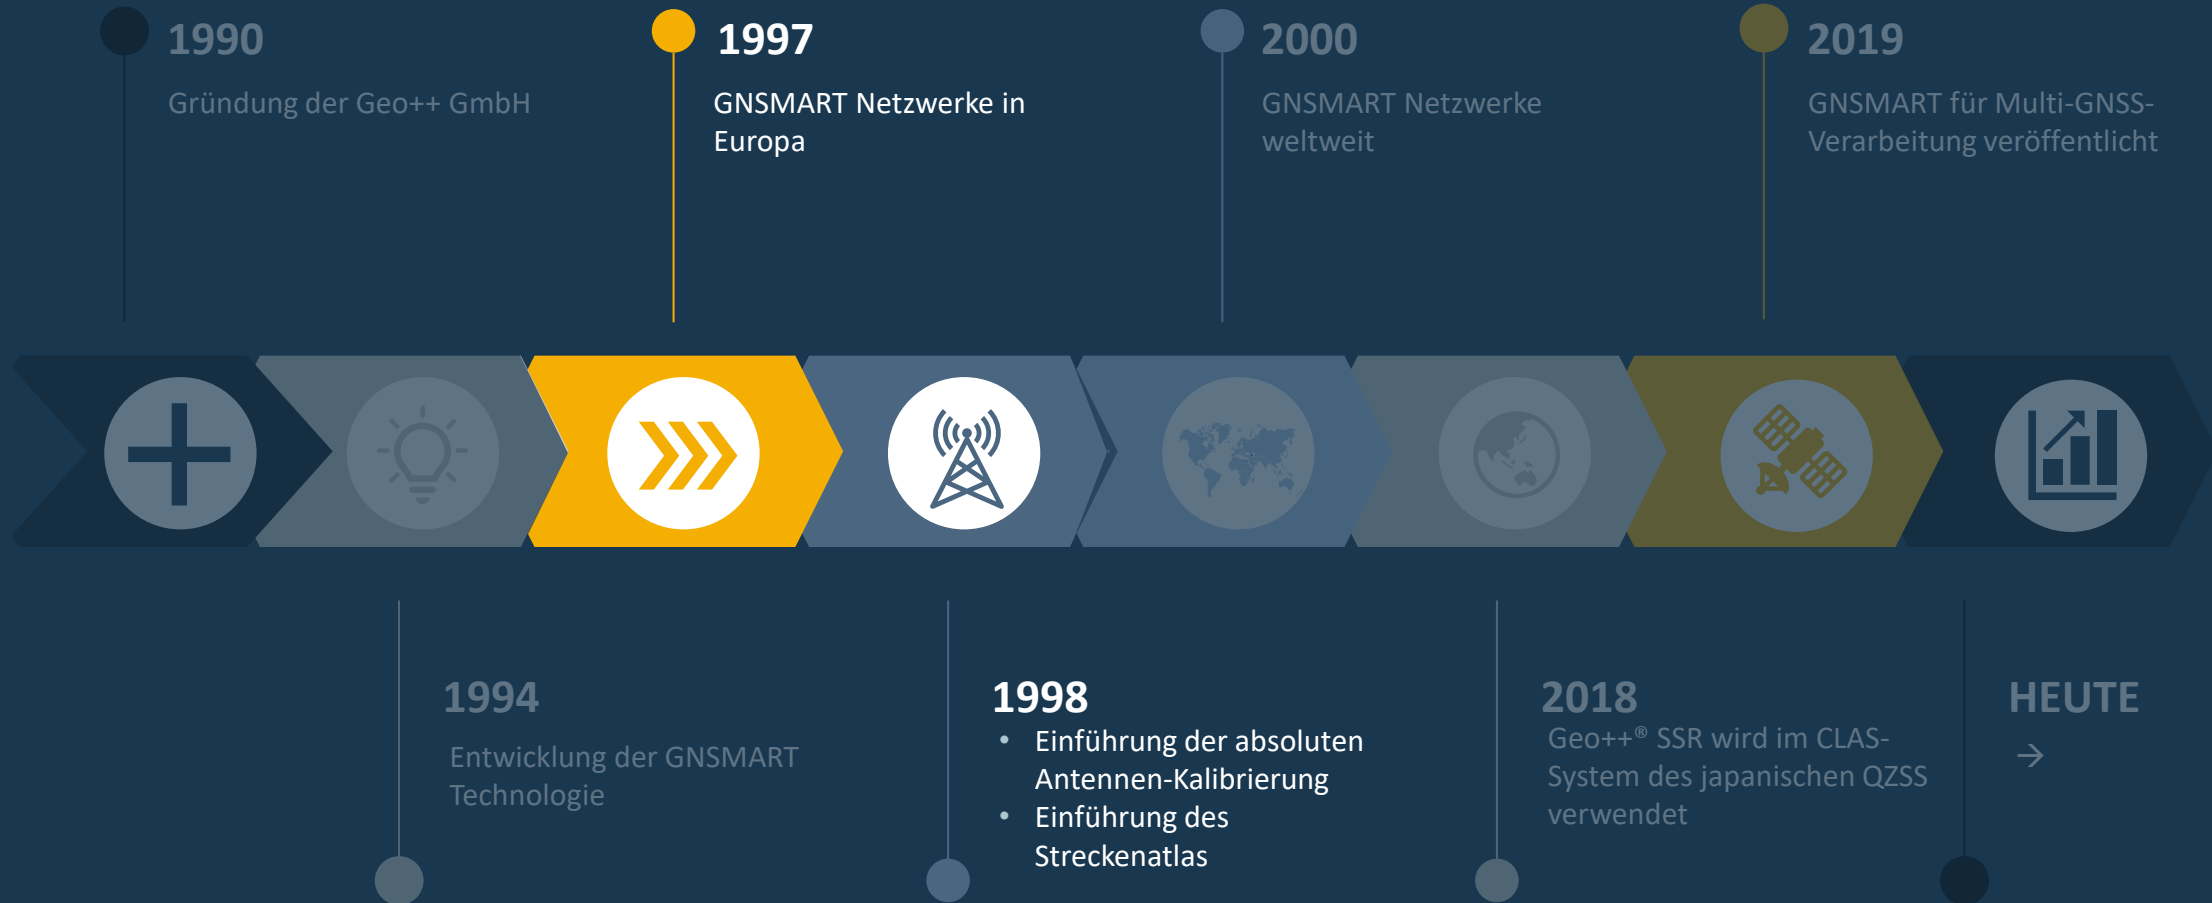 1990
Gründung der Geo++ GmbH
1997
GNSMART Netzwerke in
Europa
2000
GNSMART Netzwerke
weltweit
2019
GNSMART für Multi-GNSS-
Verarbeitung veröffentlicht
1994
Entwicklung der GNSMART
Technologie
1998
• Einführung der absoluten
Antennen-Kalibrierung
• Einführung des
Streckenatlas
2018
Geo++® SSR wird im CLAS-
System des japanischen QZSS
verwendet
HEUTE
→